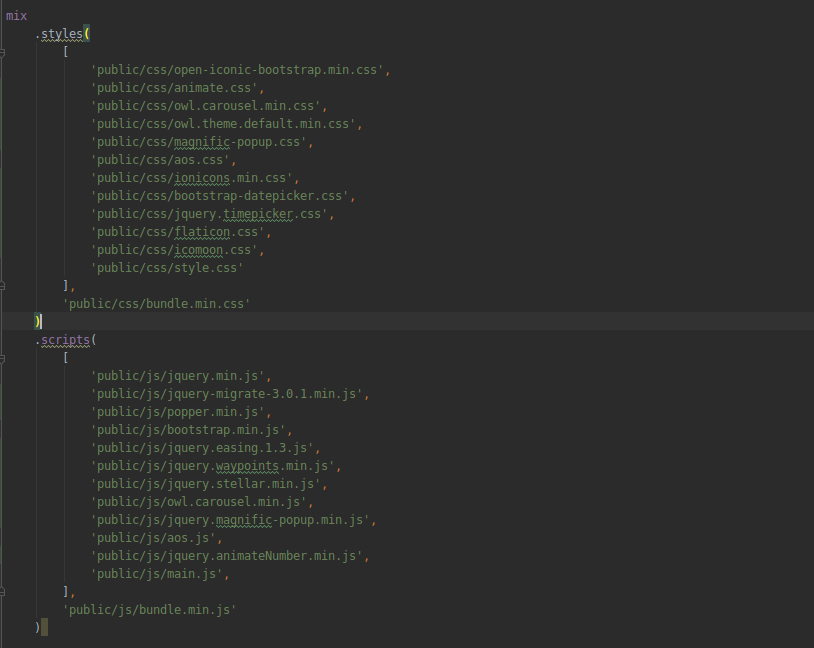 mix
.styles(
[
'public/css/open-iconic-bootstrap.min.css',
'public/css/animate.css',
'public/css/owl.carousel.min.css',
'public/css/owl.theme.default.min.css',
'public/css/magnific-popup.css',
'public/css/aos.css',
'public/css/ionicons.min.css',
'public/css/bootstrap-datepicker.css',
'public/css/jquery.timepicker.css',
'public/css/flaticon.css',
'public/css/icomoon.css',
'public/css/style.css'
],
'public/css/bundle.min.css'
)
.scripts(
[
'public/js/jquery.min.js',
'public/js/jquery-migrate-3.0.1.min.js',
'public/js/popper.min.js',
'public/js/bootstrap.min.js',
'public/js/jquery.easing.1.3.js',
'public/js/jquery.waypoints.min.js',
'public/js/jquery.stellar.min.js',
'public/js/owl.carousel.min.js',
'public/js/jquery.magnific-popup.min.js',
'public/js/aos.js',
'public/js/jquery.animateNumber.min.js',
'public/js/main.js',
],
'public/js/bundle.min.js'
)